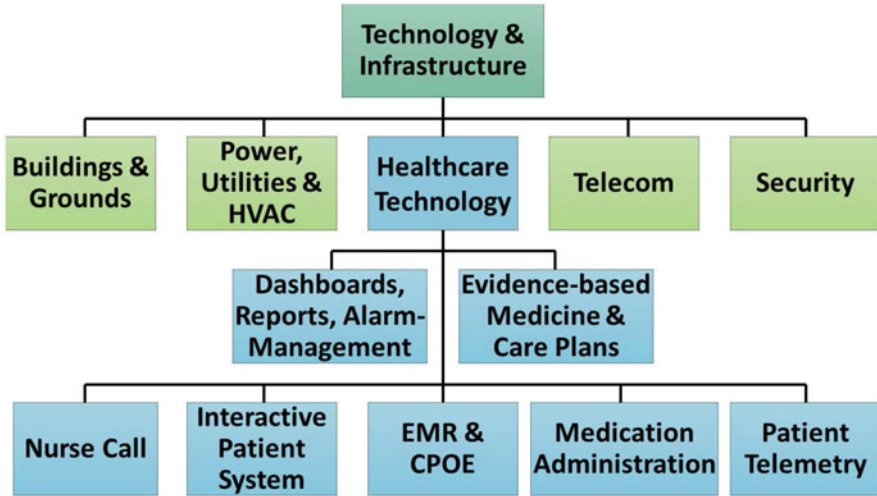 Technology &
Infrastructure
Buildings &
Grounds
Power,
Utilities &
HVAC
Healthcare
Technology
Telecom
Security
Dashboards,
Reports, Alarm-
Management
Evidence-based
Medicine &
Care Plans
Nurse Call
Interactive
Patient
System
EMR &
CPOE
Medication
Administration
Patient
Telemetry